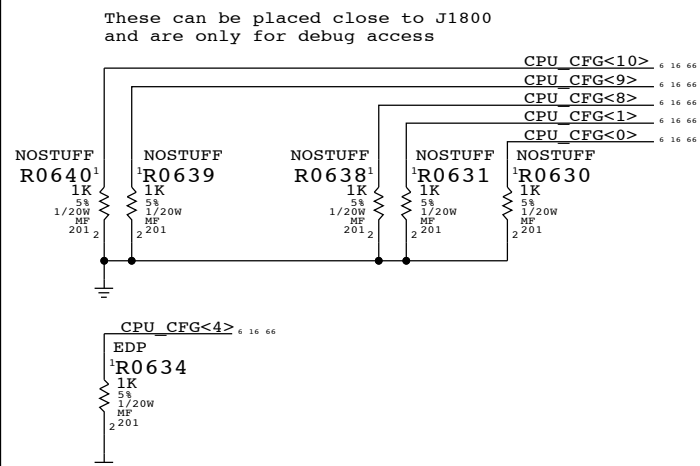 These can be placed close to J1800
and are only for debug access
CPU_CFG<10> 6 16 66
CPU_CFG<9> 6 16 66
CPU_CFG<8> 6 16 66
CPU_CFG<1> 6 16 66
CPU_CFG<0> 6 16 66
NOSTUFF NOSTUFF NOSTUFF NOSTUFF NOSTUFF
R0640 1 1 R0639 R0638 1 1 R0631 1 R0630
1K 1K 1K 1K 1K
5% 5% 5% 5% 5%
1/20W 1/20W 1/20W 1/20W 1/20W
MF MF MF MF MF
201 2 2 201 201 2 2 201 2 201
CPU_CFG<4> 6 16 66
EDP
1 R0634
1K
5%
1/20W
MF
2 201